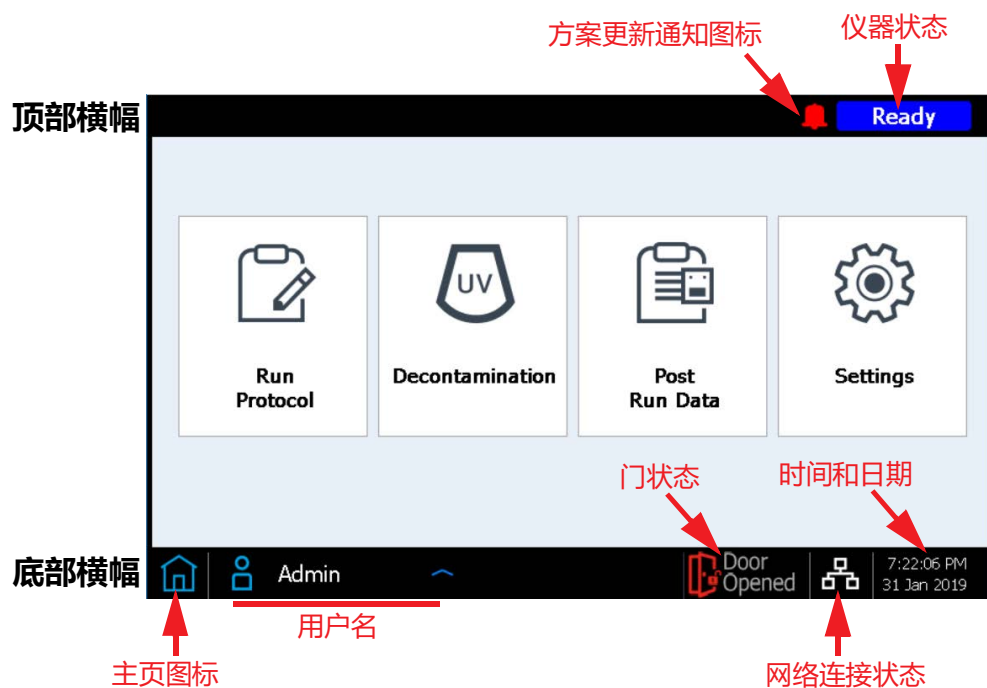 方案更新通知图标
仪器状态
顶部横幅
Ready
UV
Run
Protocol
Decontamination
Post
Run Data
Settings
门状态
时间和日期
底部横幅
Admin
Door
Opened
7:22:06 PM
31 Jan 2019
用户名
主页图标
网络连接状态